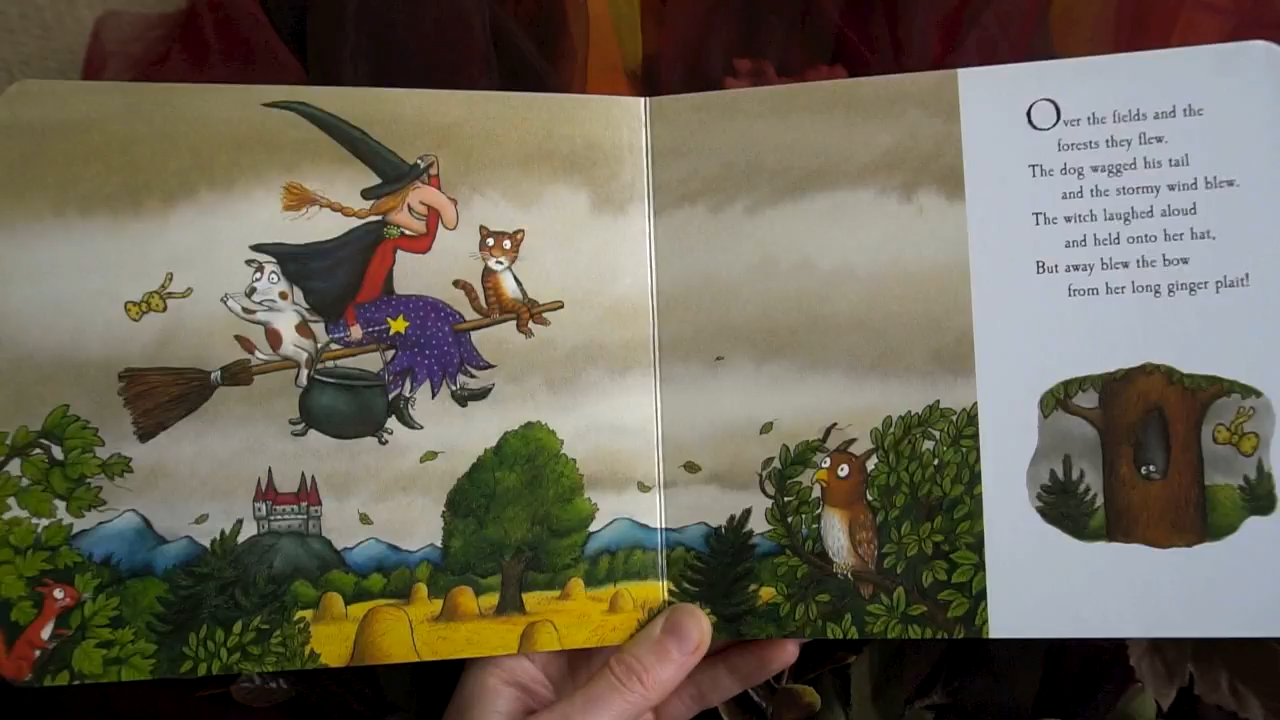 Over the fields and the
forests they flew.
The dog wagged his tail
and the stormy wind blew.
The witch laughed aloud
and held onto her hat,
But away blew the bow
from her long ginger plait!